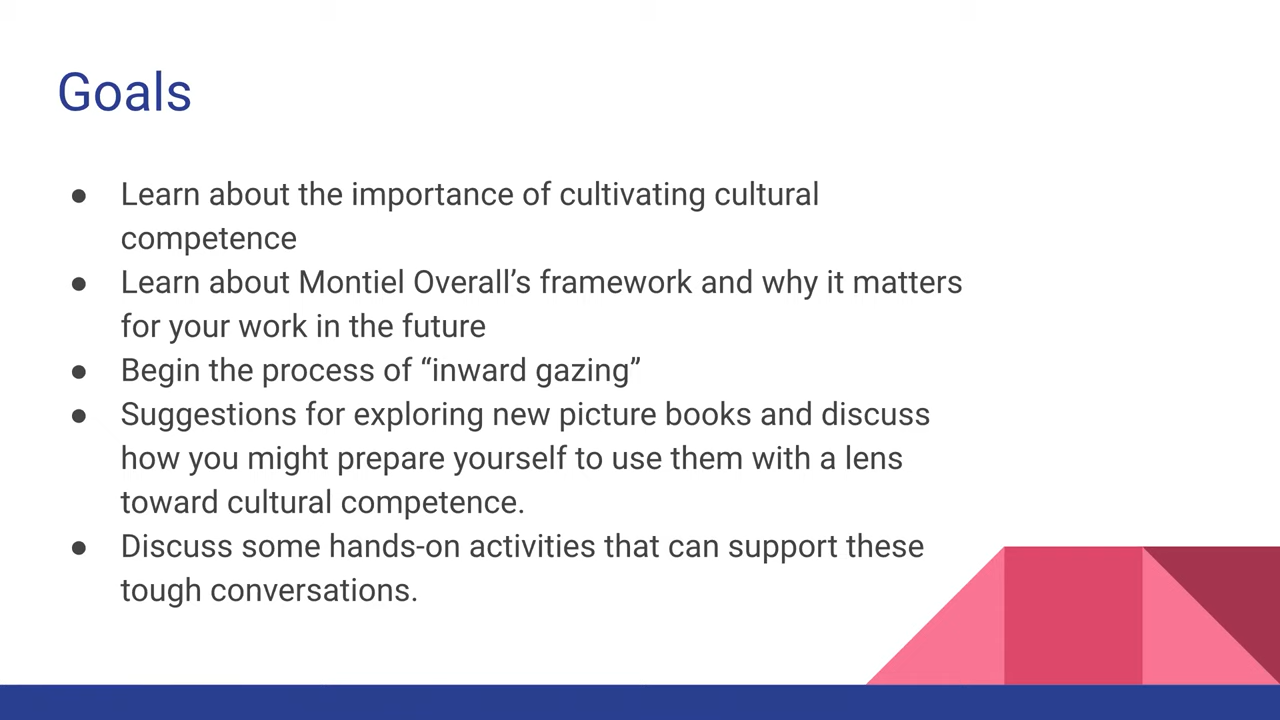 Goals
● Learn about the importance of cultivating cultural
competence
● Learn about Montiel Overall’s framework and why it matters
for your work in the future
● Begin the process of “inward gazing”
● Suggestions for exploring new picture books and discuss
how you might prepare yourself to use them with a lens
toward cultural competence.
● Discuss some hands-on activities that can support these
tough conversations.